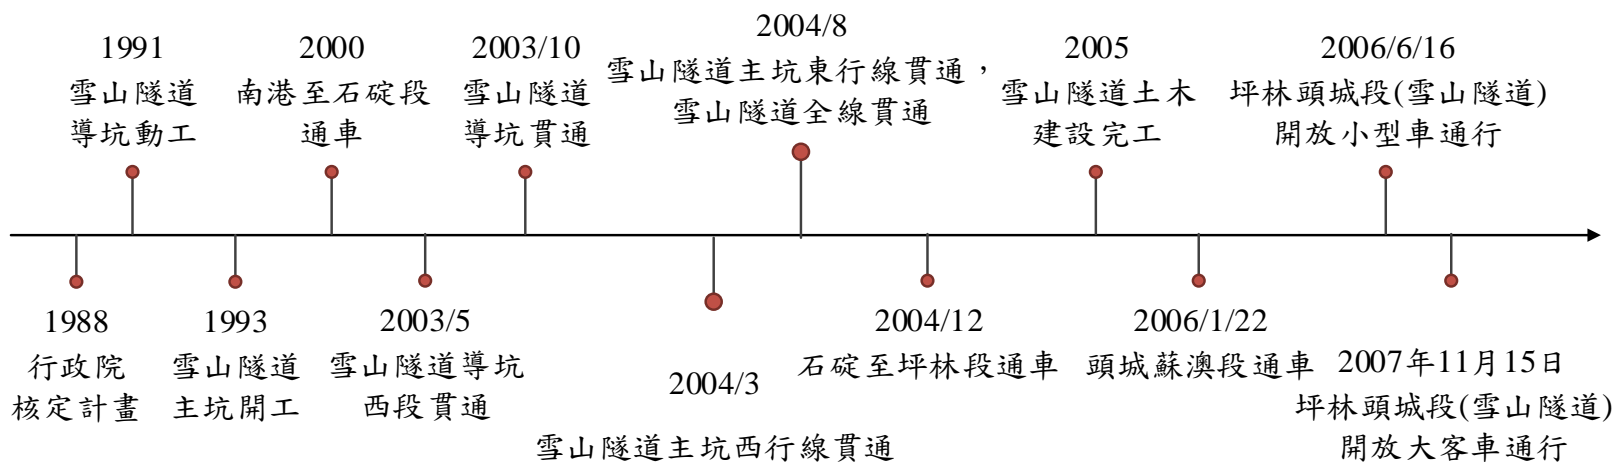 1991
雪山隧道
導坑動工
2000
南港至石碇段
通車
2003/10
雪山隧道
導坑貫通
2004/8
雪山隧道主坑東行線貫通，
雪山隧道全線貫通
2005
雪山隧道土木
建設完工
2006/6/16
坪林頭城段(雪山隧道)
開放小型車通行
1988
行政院
核定計畫
1993
雪山隧道
主坑開工
2003/5
雪山隧道導坑
西段貫通
2004/3
雪山隧道主坑西行線貫通
2004/12
石碇至坪林段通車
2006/1/22
頭城蘇澳段通車
2007年11月15日
坪林頭城段(雪山隧道)
開放大客車通行